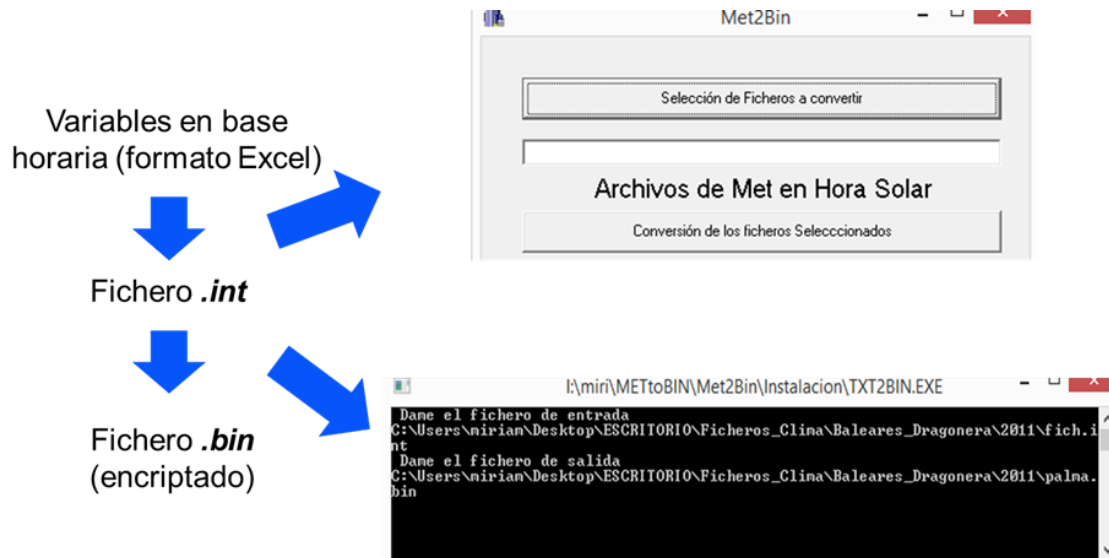 Variables en base
horaria (formato Excel)
Fichero .int
Fichero .bin
(encriptado)
Met2Bin
Selección de Ficheros a convertir
Archivos de Met en Hora Solar
Conversión de los ficheros Selecccionados
I:\miri\METtoBIN\Met2Bin\Instalacion\TXT2BIN.EXE
Dame el fichero de entrada
C:\Users\miriam\Desktop\ESCRITORIO\Ficheros_Clima\Baleares_Dragonera\2011\fich.i
nt
Dame el fichero de salida
C:\Users\miriam\Desktop\ESCRITORIO\Ficheros_Clima\Baleares_Dragonera\2011\palma.
bin